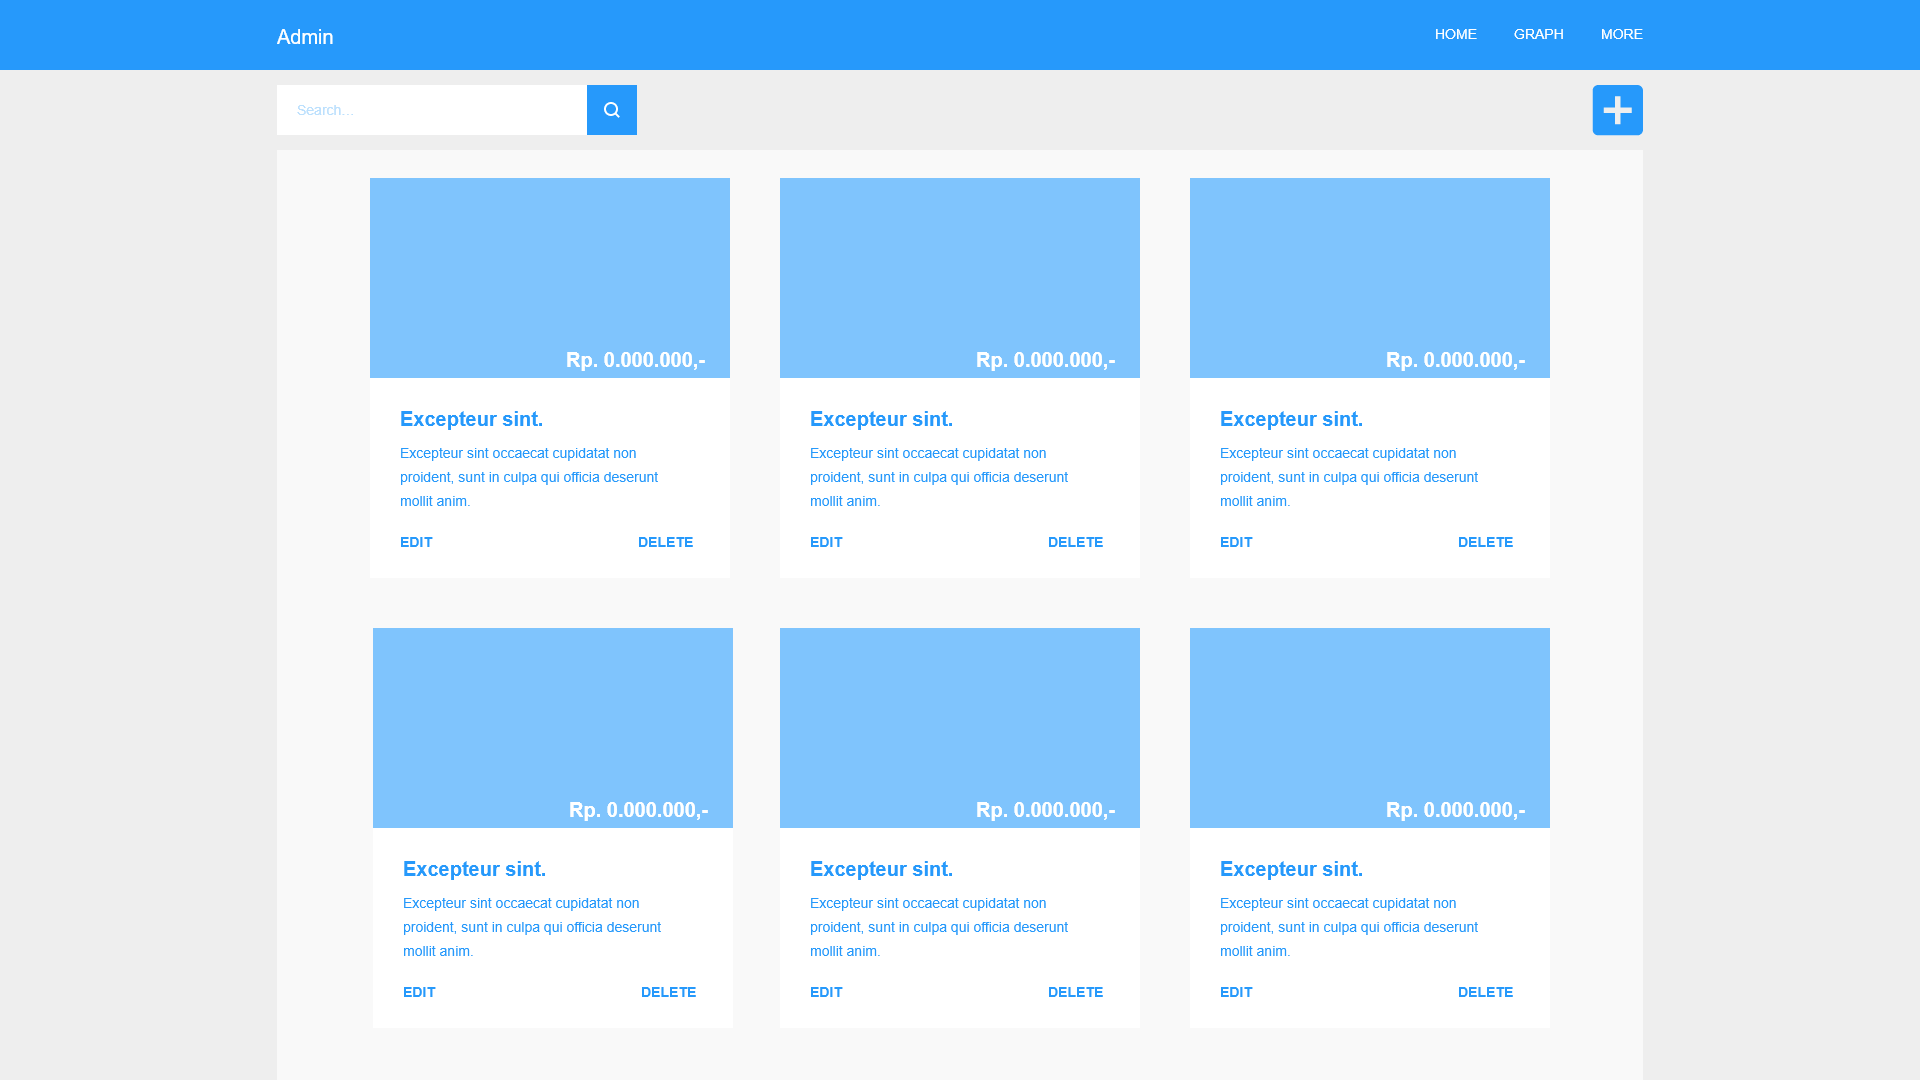 Admin
HOME GRAPH MORE
Search...
Rp. 0.000.000,-
Excepteur sint.
Excepteur sint occaecat cupidatat non
proident, sunt in culpa qui officia deserunt
mollit anim.
EDIT DELETE
Rp. 0.000.000,-
Excepteur sint.
Excepteur sint occaecat cupidatat non
proident, sunt in culpa qui officia deserunt
mollit anim.
EDIT DELETE
Rp. 0.000.000,-
Excepteur sint.
Excepteur sint occaecat cupidatat non
proident, sunt in culpa qui officia deserunt
mollit anim.
EDIT DELETE
Rp. 0.000.000,-
Excepteur sint.
Excepteur sint occaecat cupidatat non
proident, sunt in culpa qui officia deserunt
mollit anim.
EDIT DELETE
Rp. 0.000.000,-
Excepteur sint.
Excepteur sint occaecat cupidatat non
proident, sunt in culpa qui officia deserunt
mollit anim.
EDIT DELETE
Rp. 0.000.000,-
Excepteur sint.
Excepteur sint occaecat cupidatat non
proident, sunt in culpa qui officia deserunt
mollit anim.
EDIT DELETE